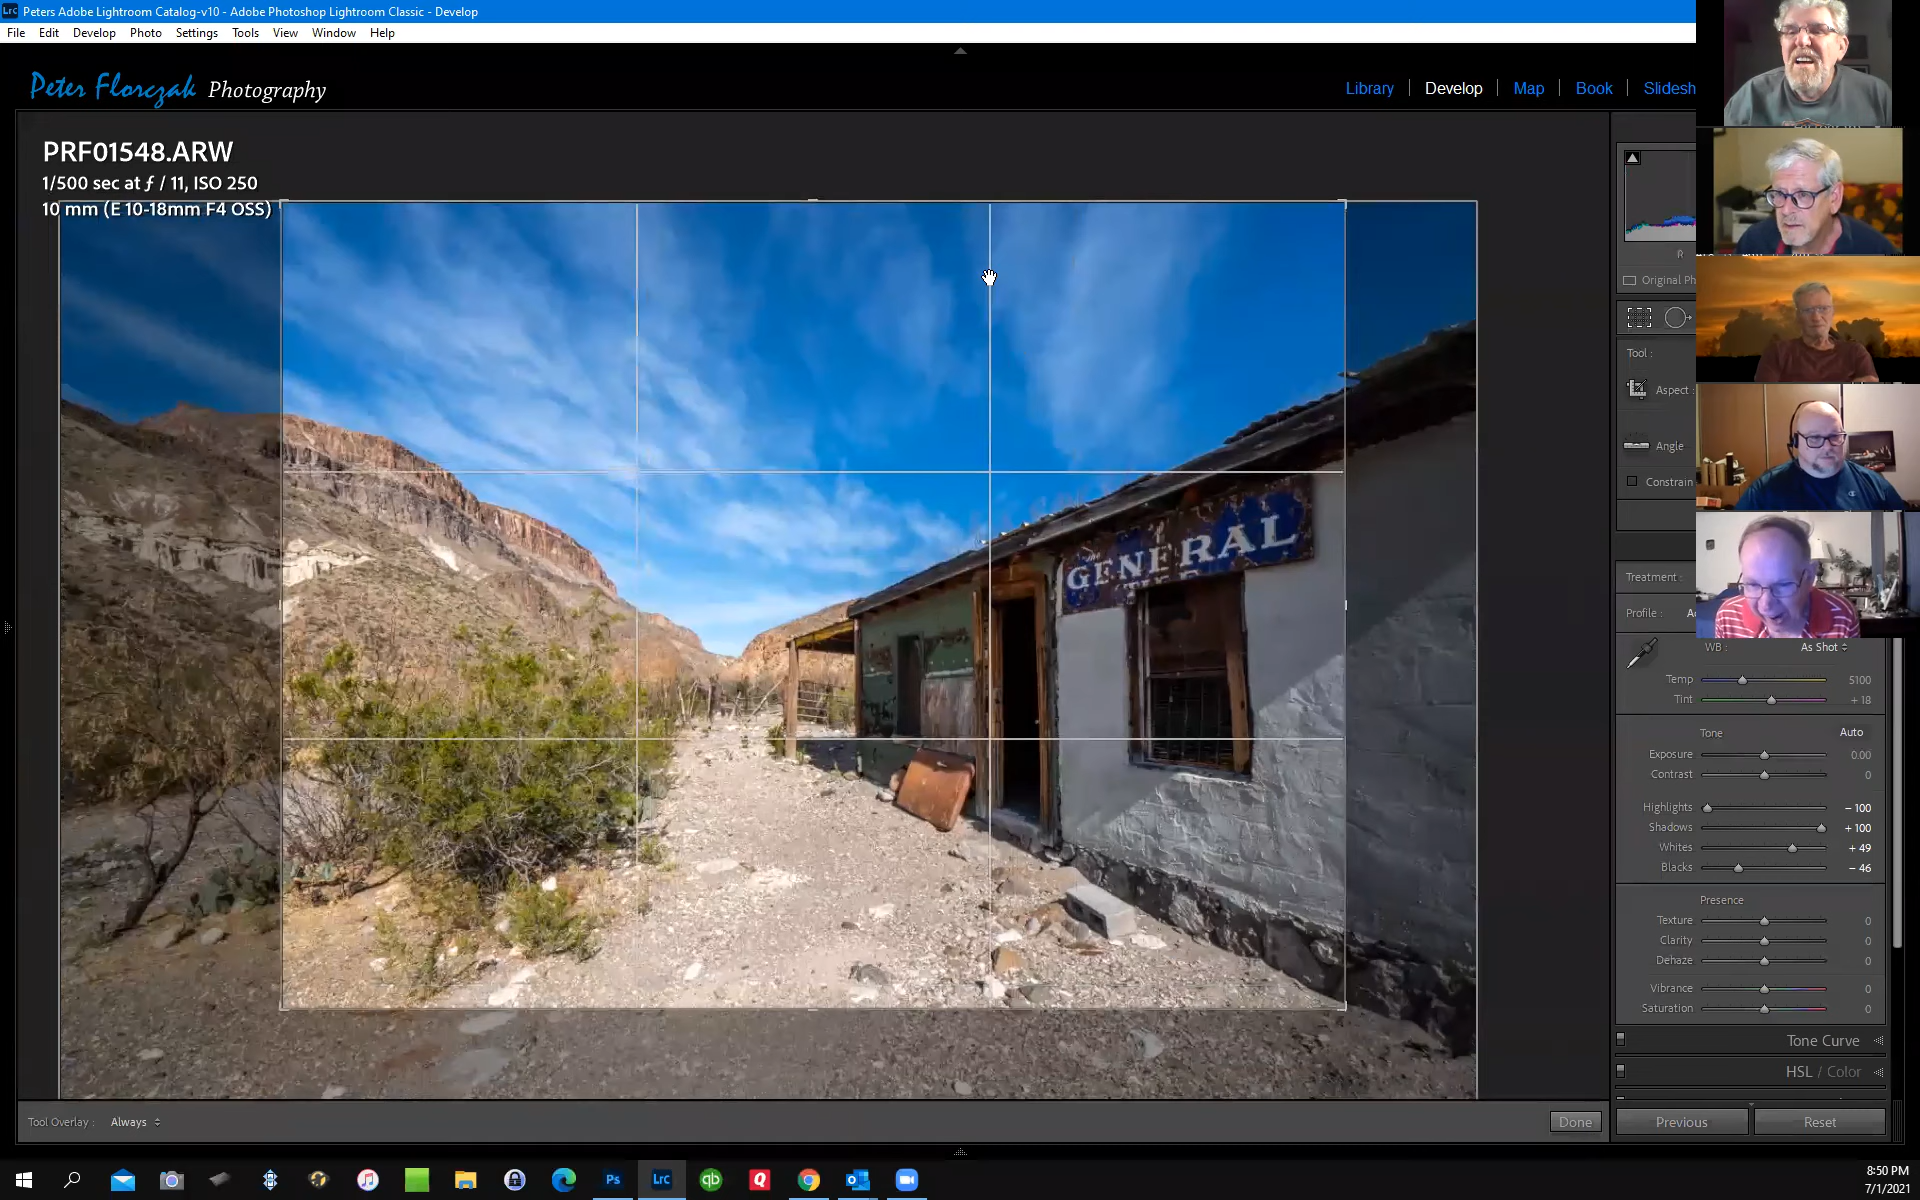 Peters Adobe Lightroom Catalog-v10 - Adobe Photoshop Lightroom Classic - Develop
File Edit Develop Photo Settings Tools View Window Help
Peter Florczak Photography
Library Develop Map Book Slidesh
PRF01548.ARW
1/500 sec at ƒ / 11, ISO 250
10 mm (E 10-18mm F4 OSS)
Original Ph
Tool :
Aspect :
Angle
Constrain
GENERAL
Treatment :
Profile :
WB : As Shot
Temp 5100
Tint + 18
Tone Auto
Exposure 0.00
Contrast 0
Highlights – 100
Shadows + 100
Whites + 49
Blacks – 46
Presence
Texture 0
Clarity 0
Dehaze 0
Vibrance 0
Saturation 0
Tone Curve
HSL / Color
Tool Overlay : Always
Done
Previous Reset
Ps Lrc qb Q
8:50 PM
7/1/2021